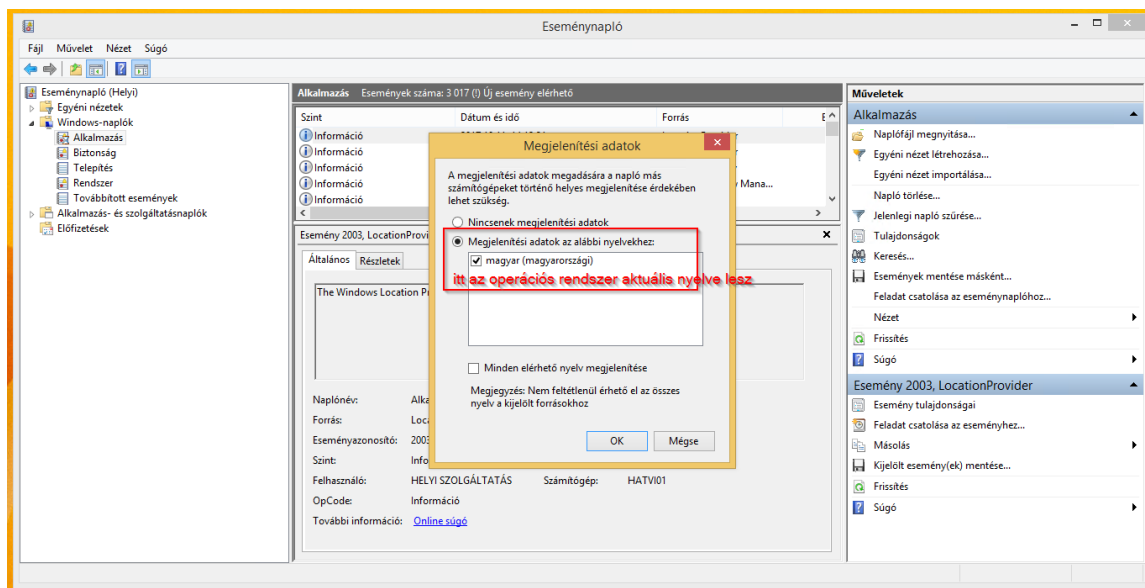 Eseménynapló
Fájl Művelet Nézet Súgó
Eseménynapló (Helyi)
Egyéni nézetek
Windows-naplók
Alkalmazás
Biztonság
Telepítés
Rendszer
Továbbított események
Alkalmazás- és szolgáltatásnaplók
Előfizetések
Alkalmazás Események száma: 3 017 (!) Új esemény elérhető
Szint Dátum és idő Forrás
Információ
Információ
Információ
Információ Mana...
Információ
Esemény 2003, LocationProvi
Általános Részletek
The Windows Location P
Naplónév: Alka
Forrás: Loca
Eseményazonosító: 2003
Szint: Info
Felhasználó: HELYI SZOLGÁLTATÁS Számítógép: HATVI01
OpCode: Információ
További információ: Online súgó
Megjelenítési adatok
A megjelenítési adatok megadására a napló más
számítógépeket történő helyes megjelenítése érdekében
lehet szükség.
Nincsenek megjelenítési adatok
Megjelenítési adatok az alábbi nyelvekhez:
magyar (magyarországi)
itt az operációs rendszer aktuális nyelve lesz
Minden elérhető nyelv megjelenítése
Megjegyzés: Nem feltétlenül érhető el az összes
nyelv a kijelölt forrásokhoz
OK Mégse
Műveletek
Alkalmazás
Naplófájl megnyitása...
Egyéni nézet létrehozása...
Egyéni nézet importálása...
Napló törlése...
Jelenlegi napló szűrése...
Tulajdonságok
Keresés...
Események mentése másként...
Feladat csatolása az eseménynaplóhoz...
Nézet
Frissítés
Súgó
Esemény 2003, LocationProvider
Esemény tulajdonságai
Feladat csatolása az eseményhez...
Másolás
Kijelölt esemény(ek) mentése...
Frissítés
Súgó